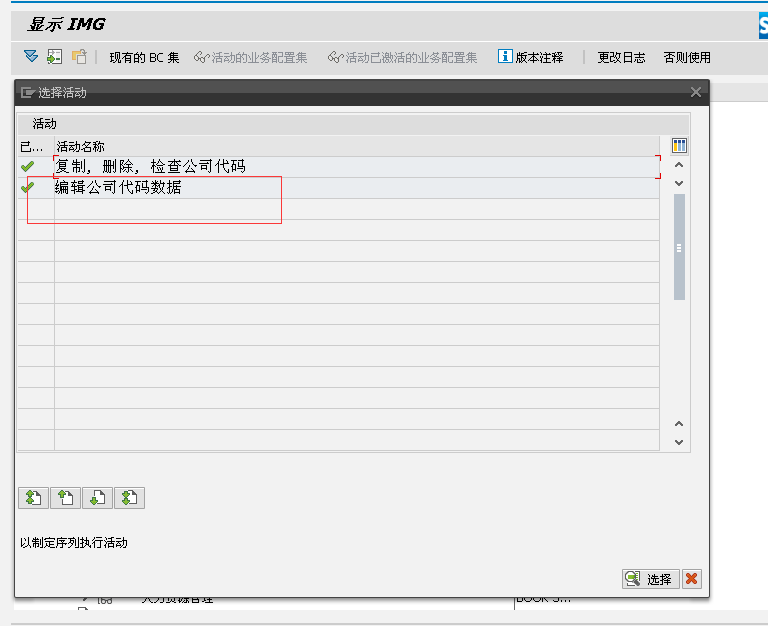 显示 IMG
现有的 BC 集 活动的业务配置集 活动已激活的业务配置集 版本注释 更改日志 否则使用
选择活动
活动
已... 活动名称
复制, 删除, 检查公司代码
编辑公司代码数据
以制定序列执行活动
选择